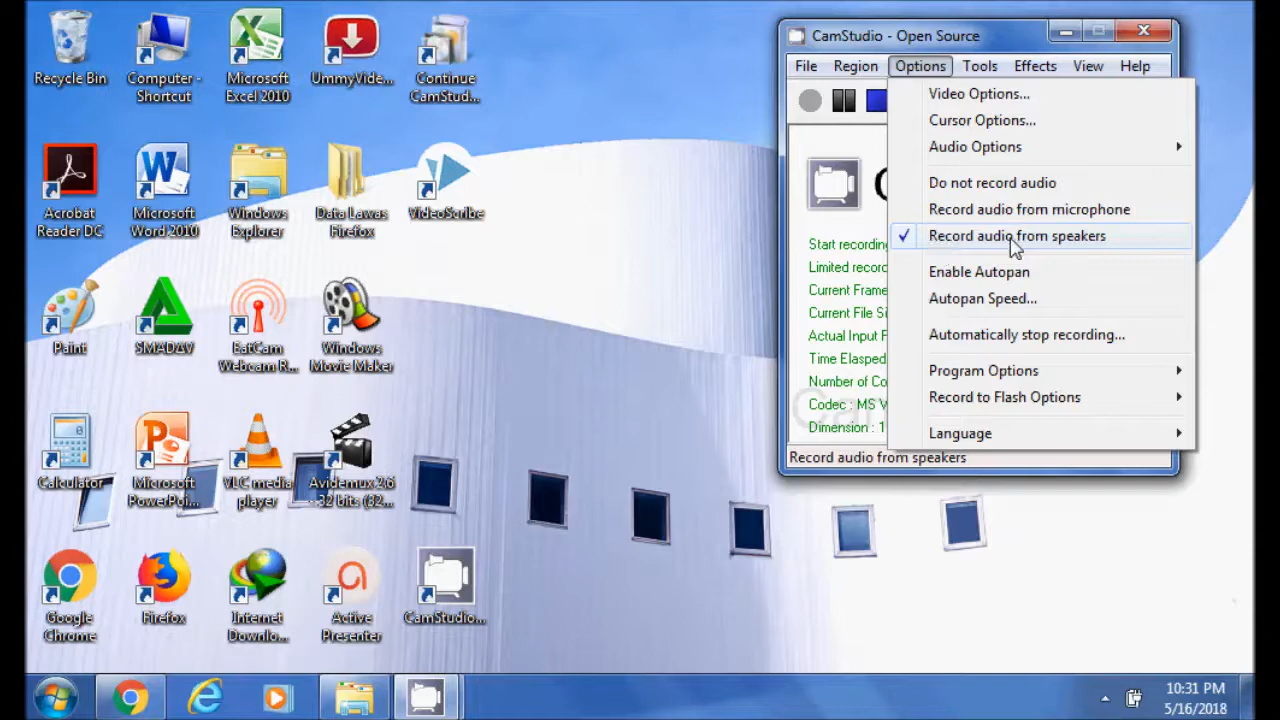 Recycle Bin
Computer -
Shortcut
Microsoft
Excel 2010
UmmyVide...
Continue
CamStud...
Acrobat
Reader DC
Microsoft
Word 2010
Windows
Explorer
Data Lawas
Firefox
VideoScribe
Paint
SMADΔV
EatCam
Webcam R...
Windows
Movie Maker
Calculator
Microsoft
PowerPoi...
VLC media
player
Avidemux 2.6
- 32 bits (32...
Google
Chrome
Firefox
Internet
Downlo...
Active
Presenter
CamStudio...
CamStudio - Open Source
File Region Options Tools Effects View Help
Video Options...
Cursor Options...
Audio Options
Do not record audio
Record audio from microphone
Record audio from speakers
Enable Autopan
Autopan Speed...
Automatically stop recording...
Program Options
Record to Flash Options
Language
Start recording
Limited record
Current Frame
Current File Si
Actual Input F
Time Elasped
Number of Co
Codec : MS V
Dimension : 1
Record audio from speakers
10:31 PM
5/16/2018